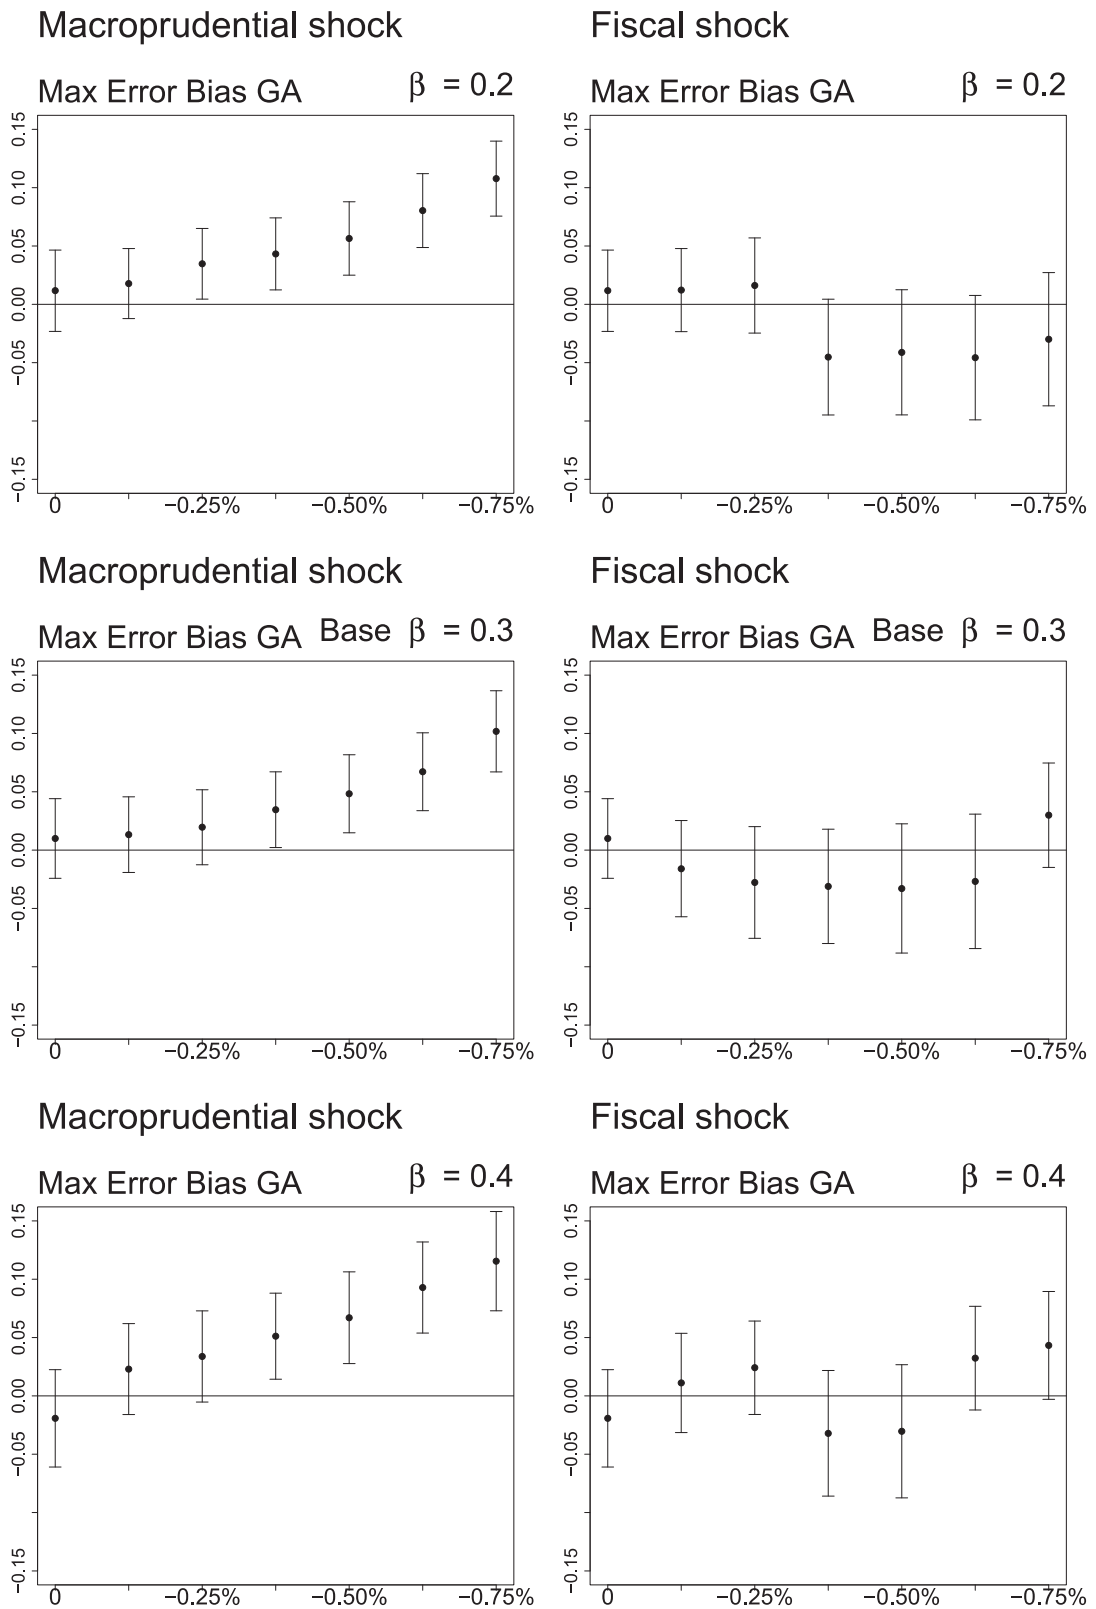 Macroprudential shock
Max Error Bias GA β = 0.2
0.15
0.10
0.05
0.00
−0.05
−0.15
0 −0.25% −0.50% −0.75%
Fiscal shock
Max Error Bias GA β = 0.2
0.15
0.10
0.05
0.00
−0.05
−0.15
0 −0.25% −0.50% −0.75%
Macroprudential shock
Max Error Bias GA Base β = 0.3
0.15
0.10
0.05
0.00
−0.05
−0.15
0 −0.25% −0.50% −0.75%
Fiscal shock
Max Error Bias GA Base β = 0.3
0.15
0.10
0.05
0.00
−0.05
−0.15
0 −0.25% −0.50% −0.75%
Macroprudential shock
Max Error Bias GA β = 0.4
0.15
0.10
0.05
0.00
−0.05
−0.15
0 −0.25% −0.50% −0.75%
Fiscal shock
Max Error Bias GA β = 0.4
0.15
0.10
0.05
0.00
−0.05
−0.15
0 −0.25% −0.50% −0.75%